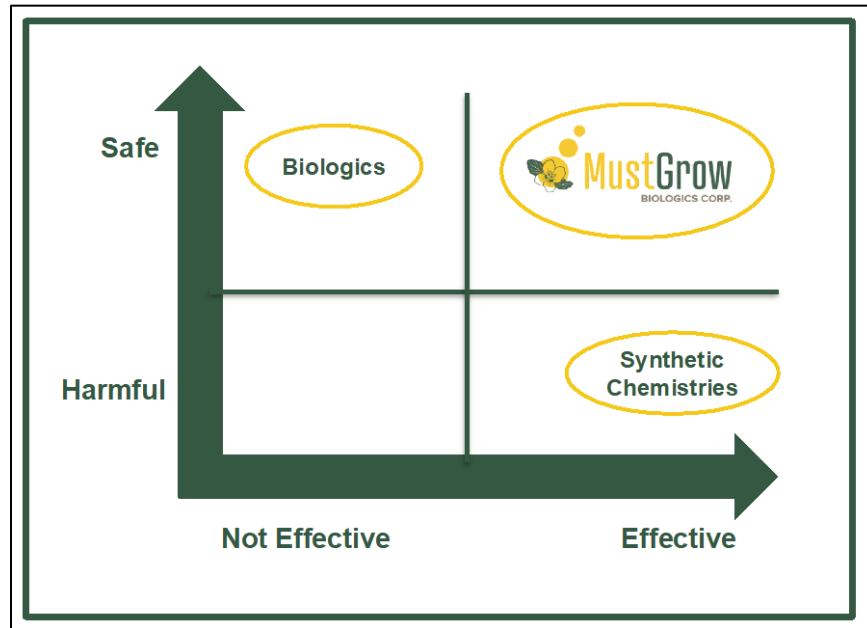 Safe
Biologics
MustGrow
BIOLOGICS CORP.
Harmful
Synthetic
Chemistries
Not Effective
Effective